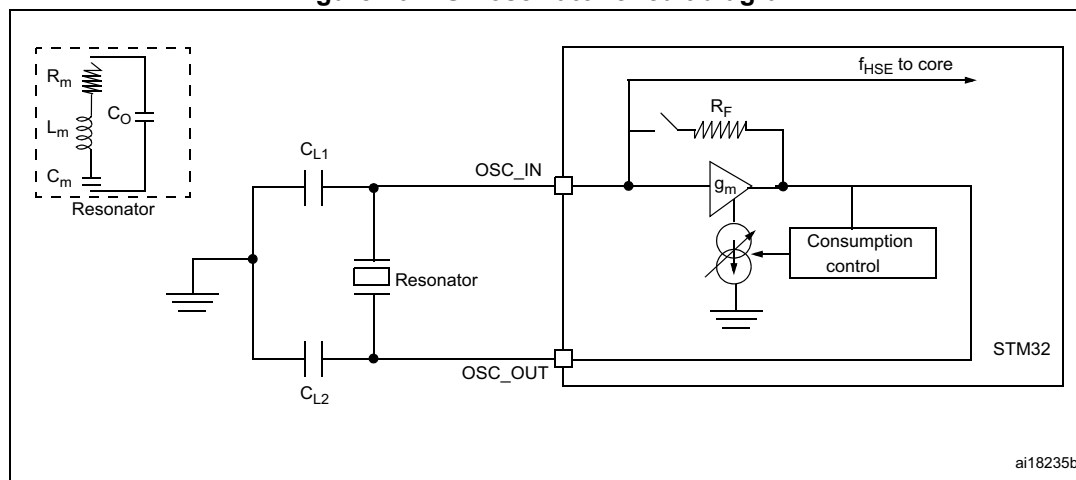 R_m
L_m
C_O
C_m
Resonator
C_L1
OSC_IN
f_HSE to core
R_F
g_m
Consumption
control
Resonator
STM32
OSC_OUT
C_L2
ai18235b